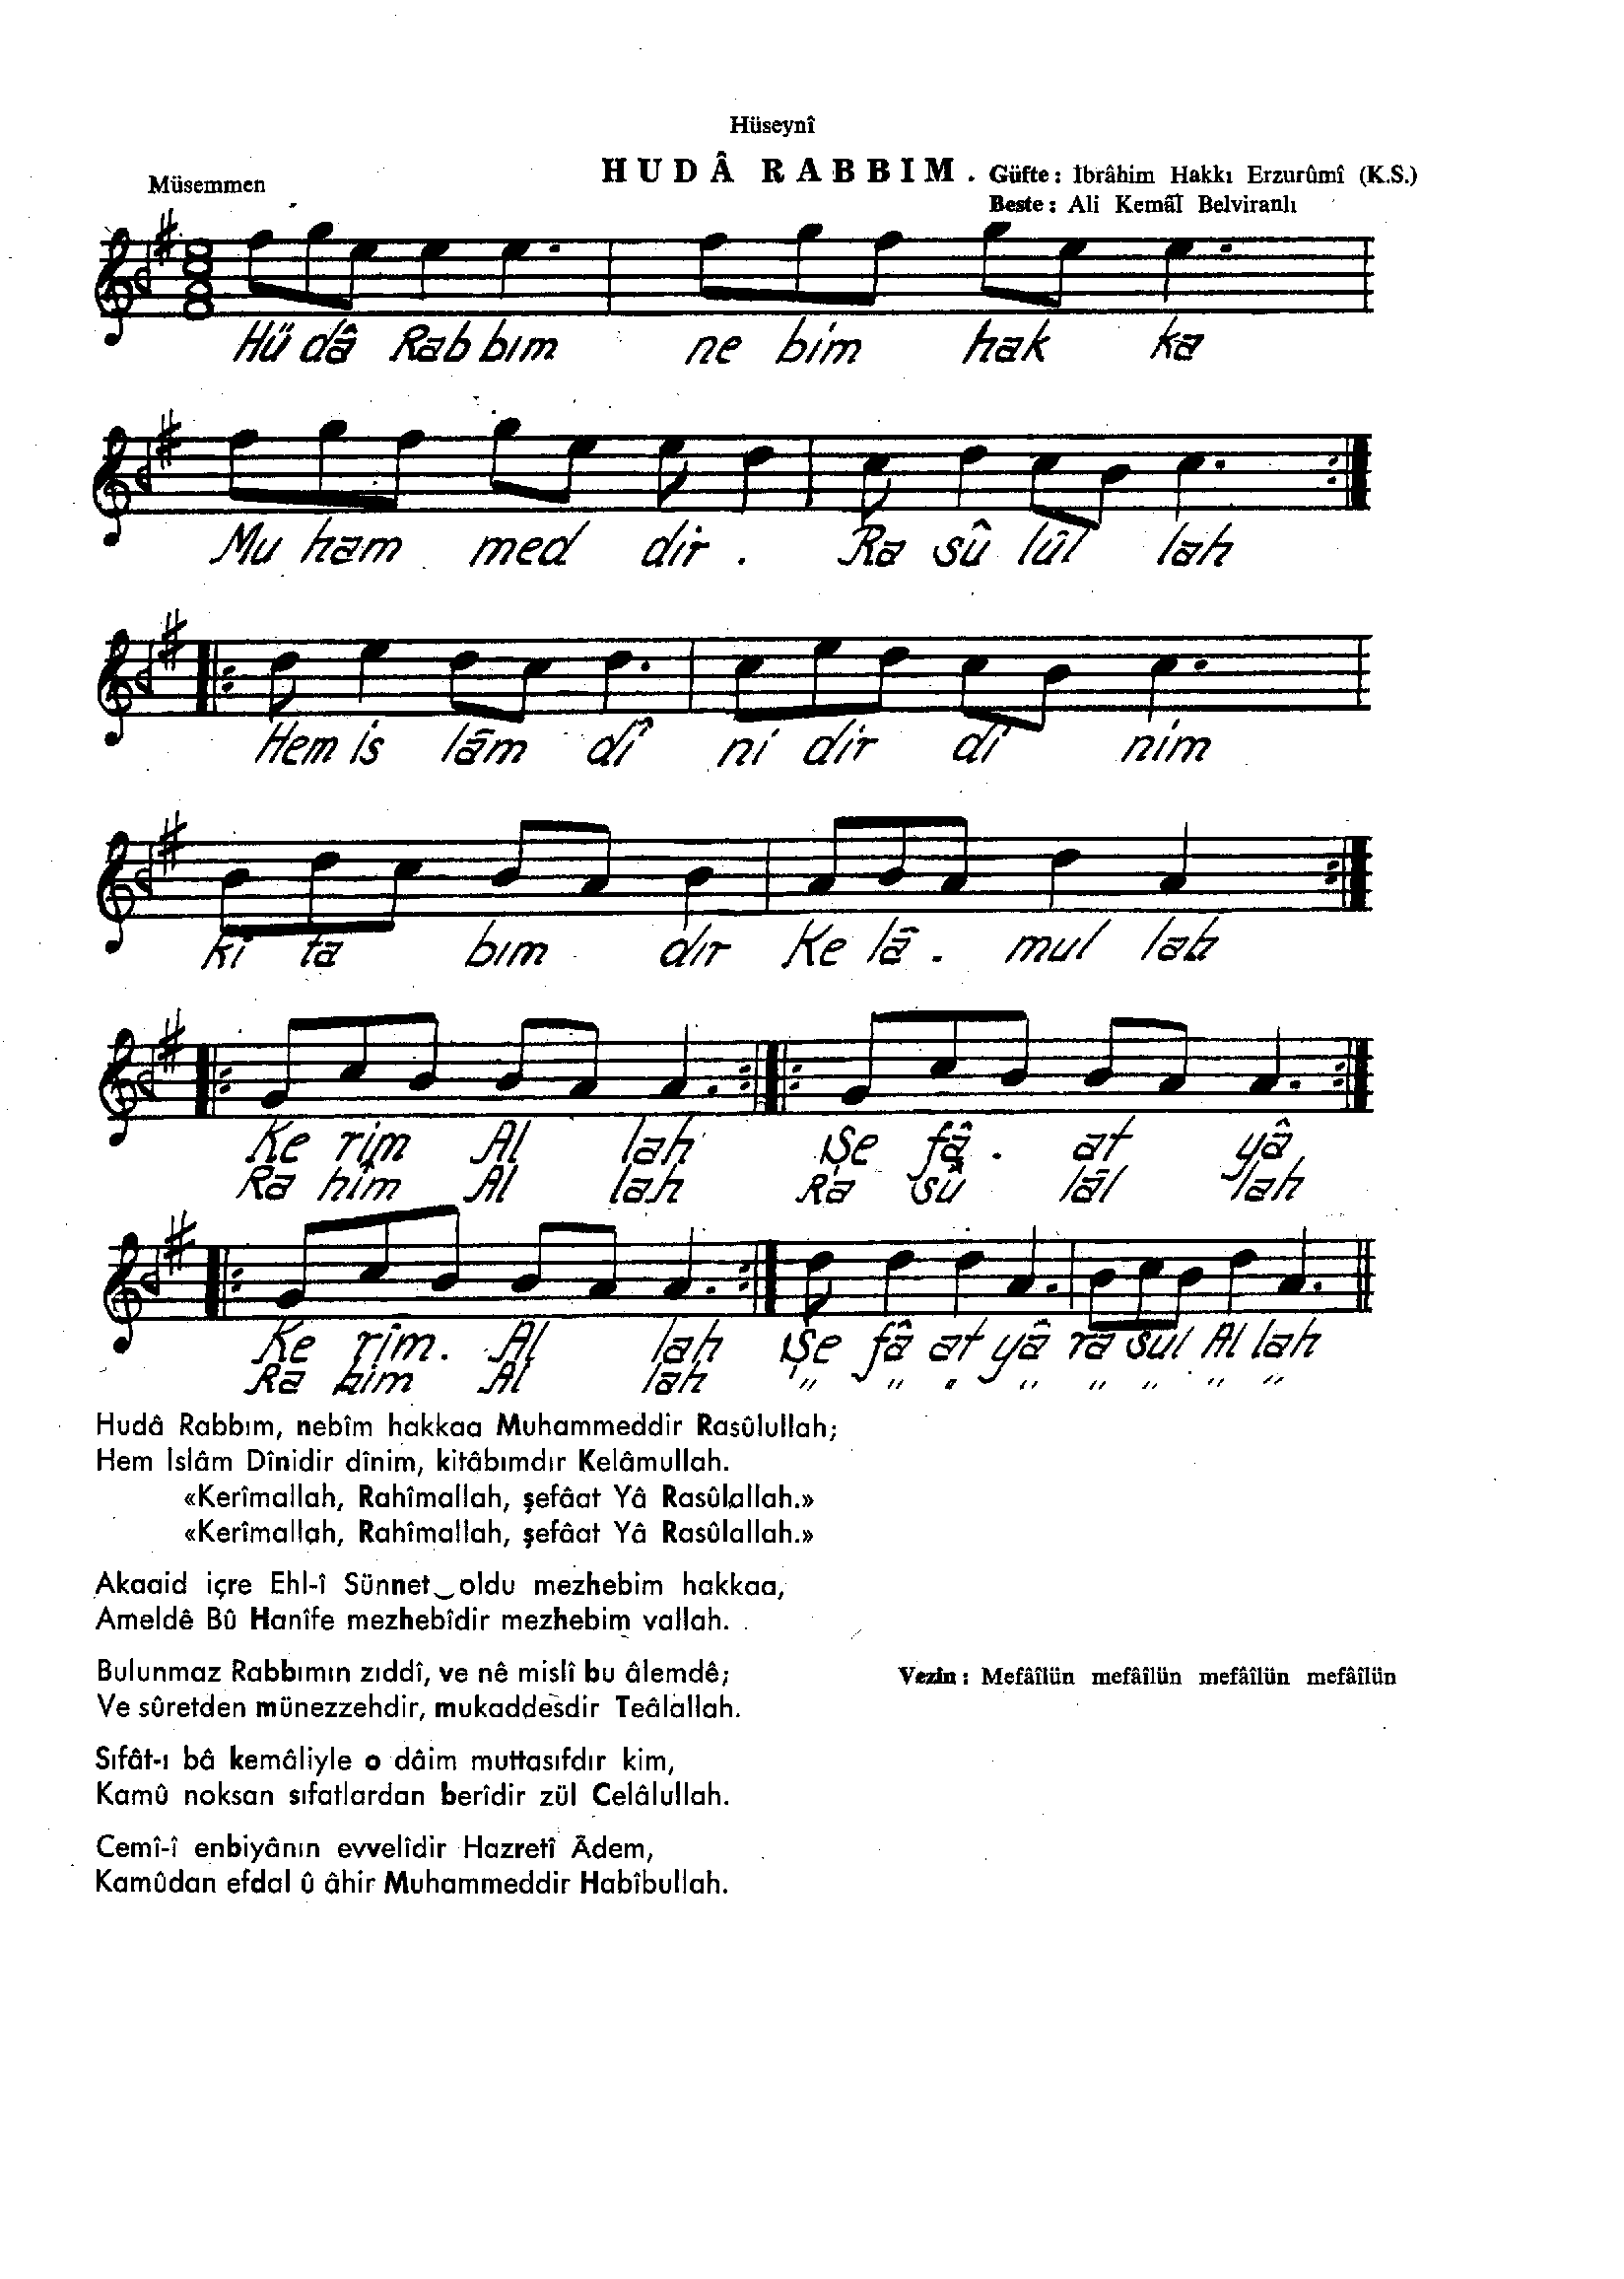 Hüseynî
Müsemmen
HUDÂ RABBIM.
Güfte: İbrâhim Hakkı Erzurûmî (K.S.)
Beste: Ali Kemâl Belviranlı
8
8
Hü dâ Rab bım ne bim hak ka
Mu ham med dir . Ra sû lûl lah
Hem is lâm dî ni dir dî nim
ki ta bım dır Ke lâ . mul lah
Ke rim Al lah Şe fâ . at yâ
Ra hîm Al lah Ra sû lâl lah
Ke rîm. Al lah Şe fâ at yâ ra sul Al lah
Ra him Al lah " " " " " " " "
Hudâ Rabbım, nebîm hakkaa Muhammeddir Rasûlullah;
Hem İslâm Dînidir dînim, kitâbımdır Kelâmullah.
«Kerîmallah, Rahîmallah, şefâat Yâ Rasûlallah.»
«Kerîmallah, Rahîmallah, şefâat Yâ Rasûlallah.»
Akaaid içre Ehl-î Sünnet‿oldu mezhebim hakkaa,
Ameldê Bû Hanîfe mezhebîdir mezhebim vallah.
Bulunmaz Rabbımın zıddî, ve nê mislî bu âlemdê;
Ve sûretden münezzehdir, mukaddesdir Teâlallah.
Vezin: Mefâîlün mefâîlün mefâîlün mefâîlün
Sıfât-ı bâ kemâliyle o dâim muttasıfdır kim,
Kamû noksan sıfatlardan berîdir zül Celâlullah.
Cemî-î enbiyânın evvelîdir Hazretî Âdem,
Kamûdan efdal û âhir Muhammeddir Habîbullah.